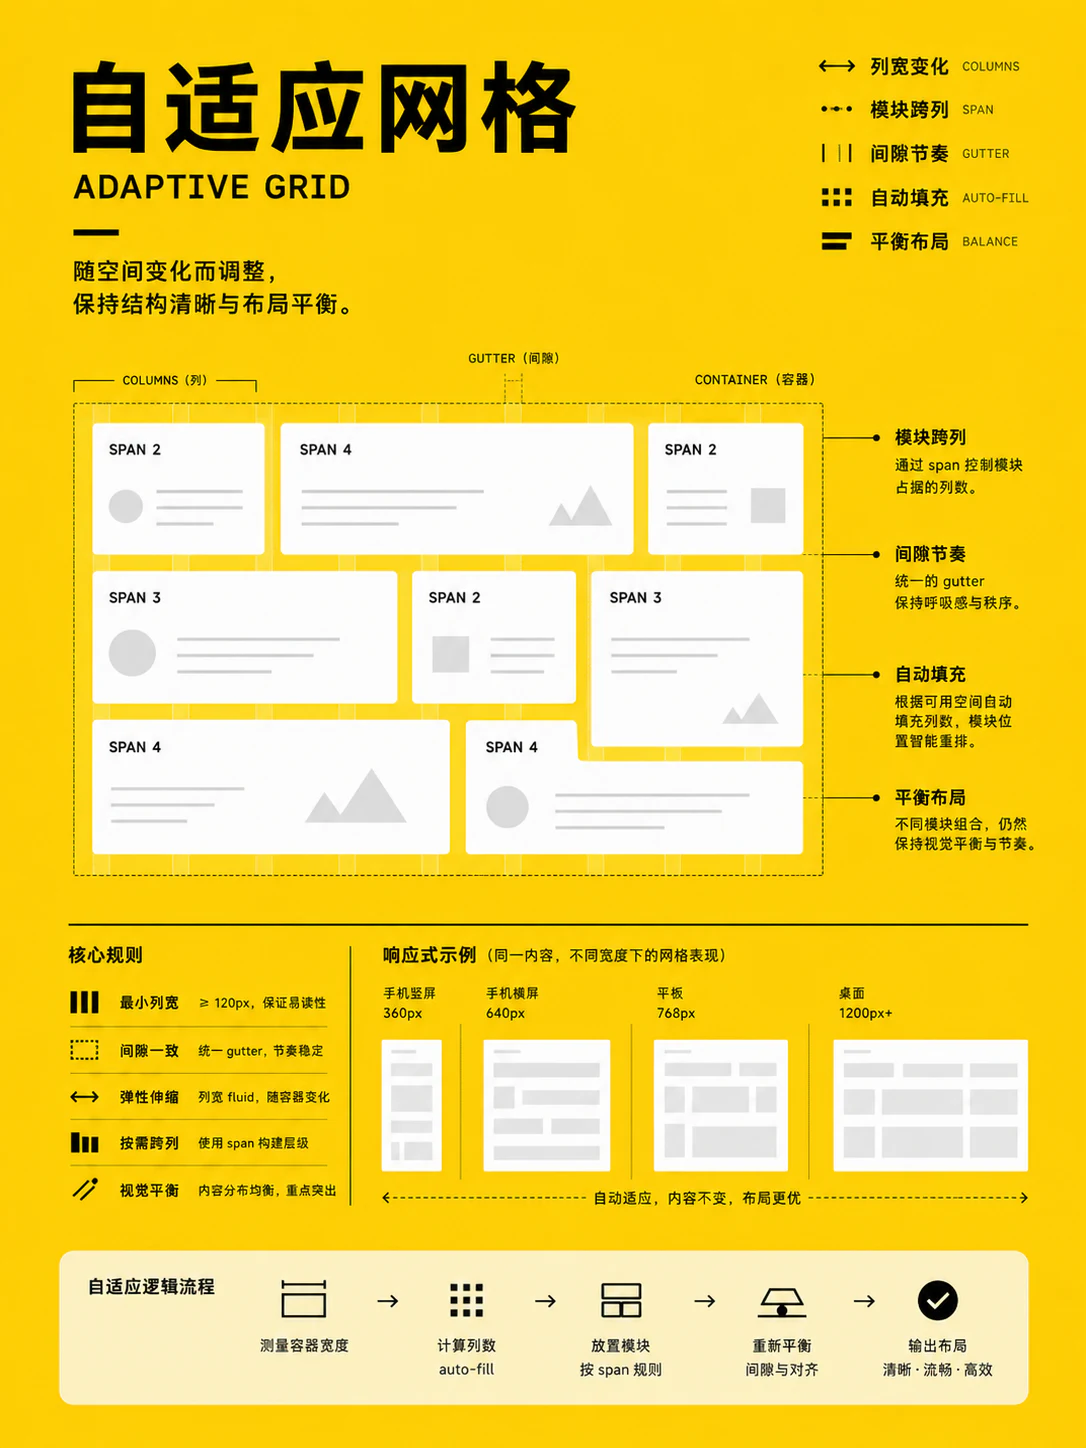 自适应网格
ADAPTIVE GRID
随空间变化而调整，
保持结构清晰与布局平衡。
列宽变化 COLUMNS
模块跨列 SPAN
间隙节奏 GUTTER
自动填充 AUTO-FILL
平衡布局 BALANCE
COLUMNS（列）
GUTTER（间隙）
CONTAINER（容器）
SPAN 2
SPAN 4
SPAN 2
SPAN 3
SPAN 2
SPAN 3
SPAN 4
SPAN 4
模块跨列
通过 span 控制模块
占据的列数。
间隙节奏
统一的 gutter
保持呼吸感与秩序。
自动填充
根据可用空间自动
填充列数，模块位
置智能重排。
平衡布局
不同模块组合，仍然
保持视觉平衡与节奏。
核心规则
最小列宽 ≥ 120px，保证易读性
间隙一致 统一 gutter，节奏稳定
弹性伸缩 列宽 fluid，随容器变化
按需跨列 使用 span 构建层级
视觉平衡 内容分布均衡，重点突出
响应式示例（同一内容，不同宽度下的网格表现）
手机竖屏
360px
手机横屏
640px
平板
768px
桌面
1200px+
自动适应，内容不变，布局更优
自适应逻辑流程
测量容器宽度
计算列数
auto-fill
放置模块
按 span 规则
重新平衡
间隙与对齐
输出布局
清晰·流畅·高效